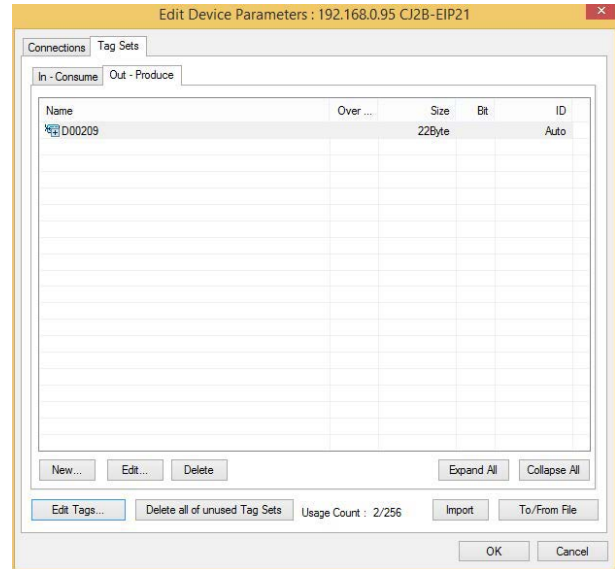 Edit Device Parameters : 192.168.0.95 CJ2B-EIP21
x
Connections Tag Sets
In - Consume Out - Produce
Name Over ... Size Bit ID
D00209 22Byte Auto
New... Edit... Delete Expand All Collapse All
Edit Tags... Delete all of unused Tag Sets Usage Count : 2/256 Import To/From File
OK Cancel